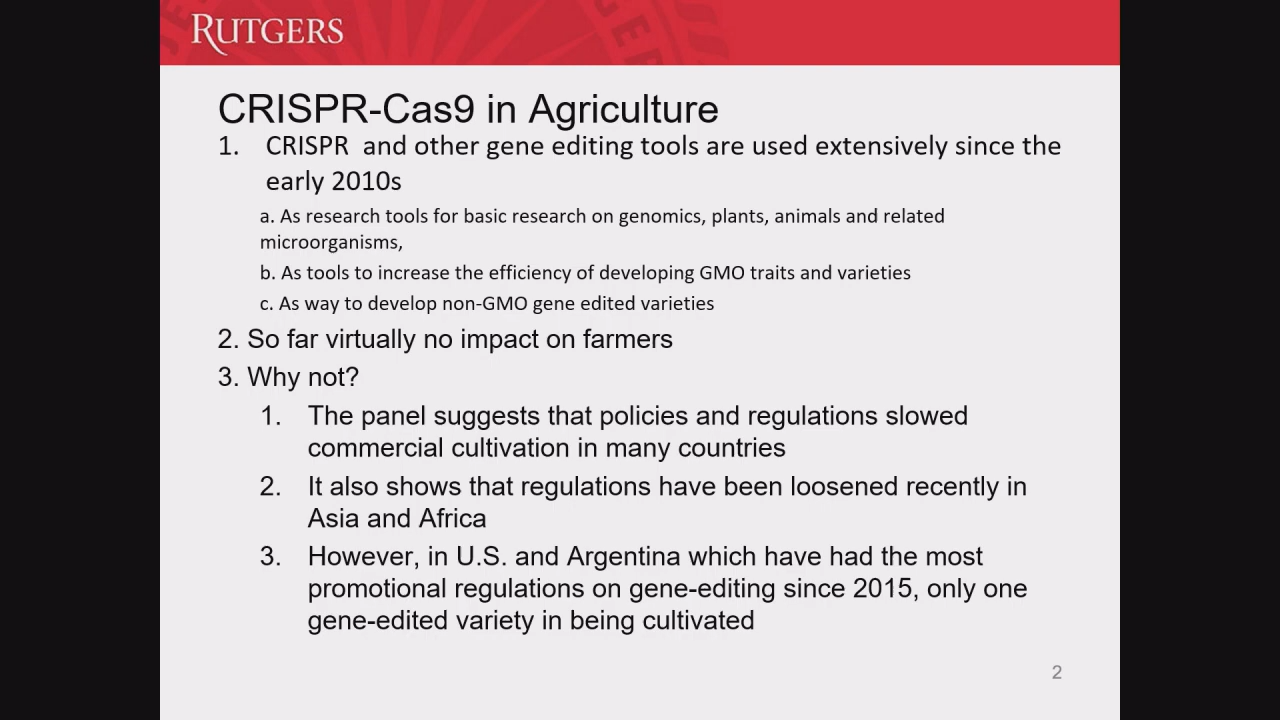 RUTGERS
CRISPR-Cas9 in Agriculture
1. CRISPR and other gene editing tools are used extensively since the
early 2010s
a. As research tools for basic research on genomics, plants, animals and related
microorganisms,
b. As tools to increase the efficiency of developing GMO traits and varieties
c. As way to develop non-GMO gene edited varieties
2. So far virtually no impact on farmers
3. Why not?
1. The panel suggests that policies and regulations slowed
commercial cultivation in many countries
2. It also shows that regulations have been loosened recently in
Asia and Africa
3. However, in U.S. and Argentina which have had the most
promotional regulations on gene-editing since 2015, only one
gene-edited variety in being cultivated
2